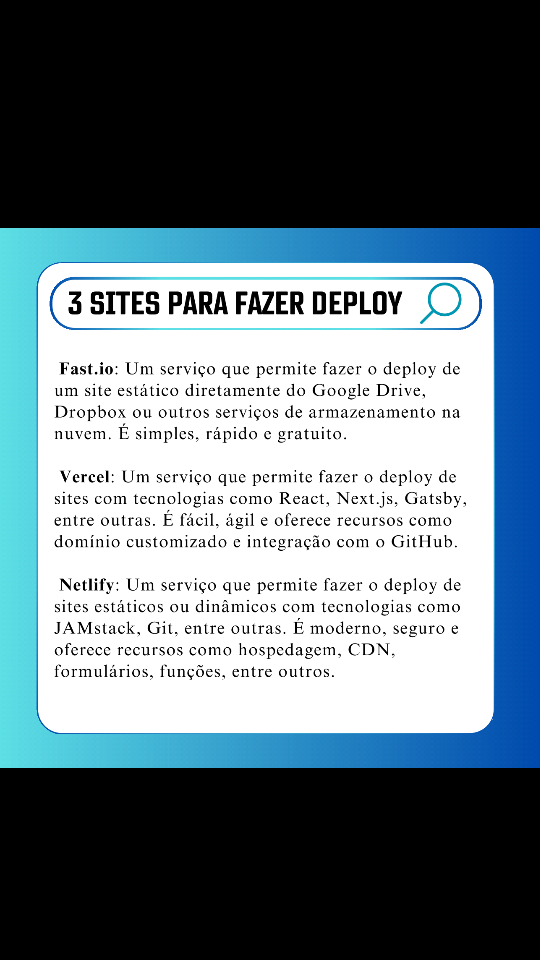 3 SITES PARA FAZER DEPLOY
Fast.io: Um serviço que permite fazer o deploy de
um site estático diretamente do Google Drive,
Dropbox ou outros serviços de armazenamento na
nuvem. É simples, rápido e gratuito.
Vercel: Um serviço que permite fazer o deploy de
sites com tecnologias como React, Next.js, Gatsby,
entre outras. É fácil, ágil e oferece recursos como
domínio customizado e integração com o GitHub.
Netlify: Um serviço que permite fazer o deploy de
sites estáticos ou dinâmicos com tecnologias como
JAMstack, Git, entre outras. É moderno, seguro e
oferece recursos como hospedagem, CDN,
formulários, funções, entre outros.